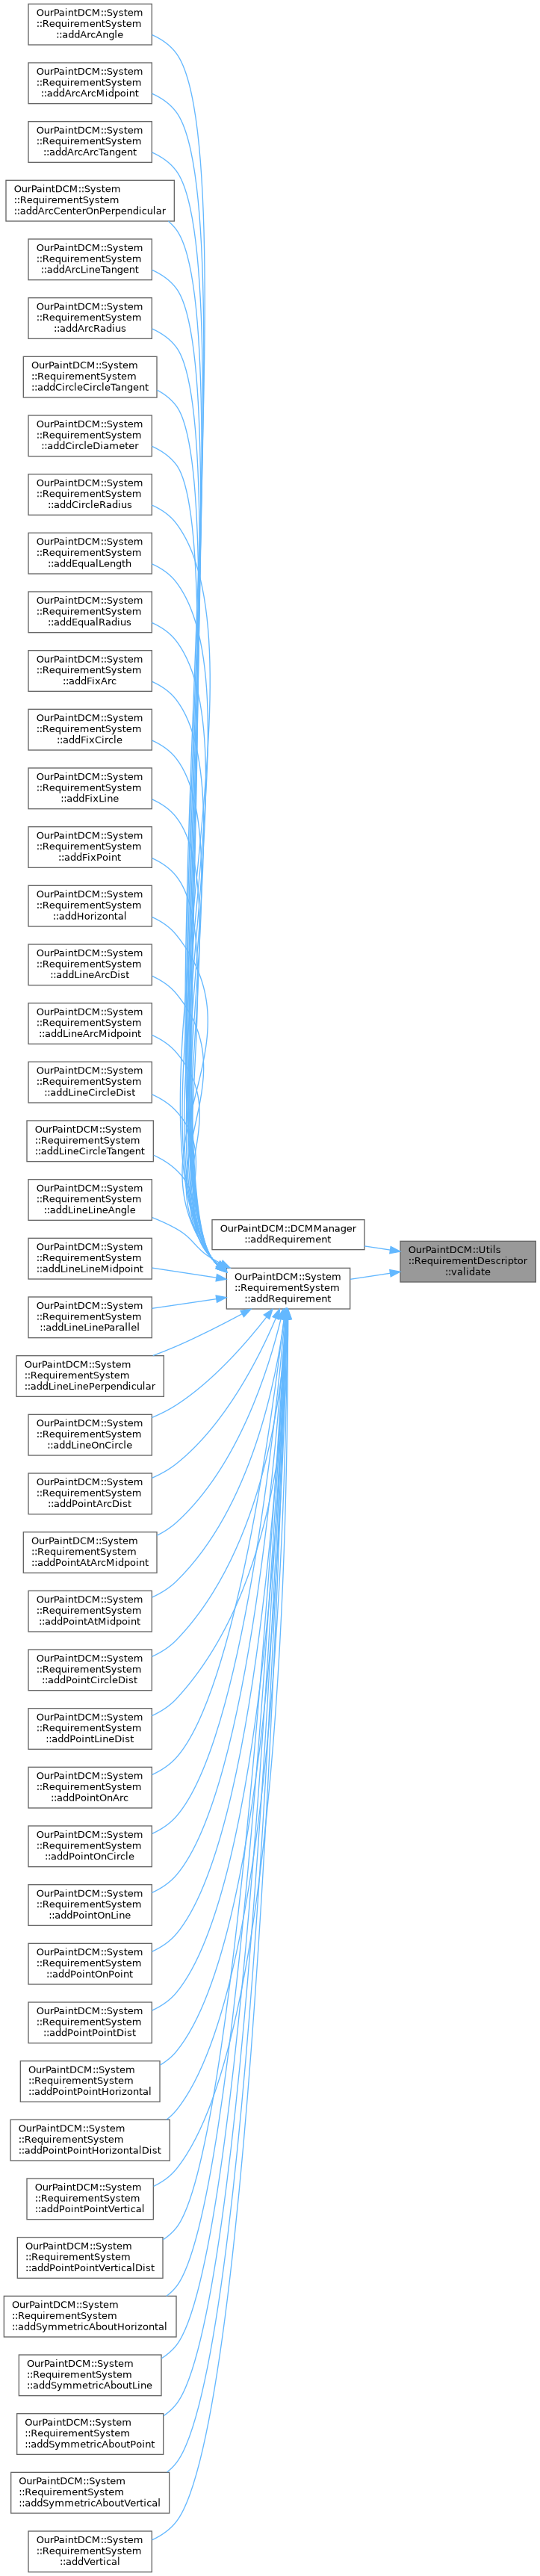 OurPaintDCM::System
::RequirementSystem
::addArcAngle
OurPaintDCM::System
::RequirementSystem
::addArcArcMidpoint
OurPaintDCM::System
::RequirementSystem
::addArcArcTangent
OurPaintDCM::System
::RequirementSystem
::addArcCenterOnPerpendicular
OurPaintDCM::System
::RequirementSystem
::addArcLineTangent
OurPaintDCM::System
::RequirementSystem
::addArcRadius
OurPaintDCM::System
::RequirementSystem
::addCircleCircleTangent
OurPaintDCM::System
::RequirementSystem
::addCircleDiameter
OurPaintDCM::System
::RequirementSystem
::addCircleRadius
OurPaintDCM::System
::RequirementSystem
::addEqualLength
OurPaintDCM::System
::RequirementSystem
::addEqualRadius
OurPaintDCM::System
::RequirementSystem
::addFixArc
OurPaintDCM::System
::RequirementSystem
::addFixCircle
OurPaintDCM::System
::RequirementSystem
::addFixLine
OurPaintDCM::System
::RequirementSystem
::addFixPoint
OurPaintDCM::System
::RequirementSystem
::addHorizontal
OurPaintDCM::System
::RequirementSystem
::addLineArcDist
OurPaintDCM::System
::RequirementSystem
::addLineArcMidpoint
OurPaintDCM::System
::RequirementSystem
::addLineCircleDist
OurPaintDCM::System
::RequirementSystem
::addLineCircleTangent
OurPaintDCM::System
::RequirementSystem
::addLineLineAngle
OurPaintDCM::System
::RequirementSystem
::addLineLineMidpoint
OurPaintDCM::System
::RequirementSystem
::addLineLineParallel
OurPaintDCM::System
::RequirementSystem
::addLineLinePerpendicular
OurPaintDCM::System
::RequirementSystem
::addLineOnCircle
OurPaintDCM::System
::RequirementSystem
::addPointArcDist
OurPaintDCM::System
::RequirementSystem
::addPointAtArcMidpoint
OurPaintDCM::System
::RequirementSystem
::addPointAtMidpoint
OurPaintDCM::System
::RequirementSystem
::addPointCircleDist
OurPaintDCM::System
::RequirementSystem
::addPointLineDist
OurPaintDCM::System
::RequirementSystem
::addPointOnArc
OurPaintDCM::System
::RequirementSystem
::addPointOnCircle
OurPaintDCM::System
::RequirementSystem
::addPointOnLine
OurPaintDCM::System
::RequirementSystem
::addPointOnPoint
OurPaintDCM::System
::RequirementSystem
::addPointPointDist
OurPaintDCM::System
::RequirementSystem
::addPointPointHorizontal
OurPaintDCM::System
::RequirementSystem
::addPointPointHorizontalDist
OurPaintDCM::System
::RequirementSystem
::addPointPointVertical
OurPaintDCM::System
::RequirementSystem
::addPointPointVerticalDist
OurPaintDCM::System
::RequirementSystem
::addSymmetricAboutHorizontal
OurPaintDCM::System
::RequirementSystem
::addSymmetricAboutLine
OurPaintDCM::System
::RequirementSystem
::addSymmetricAboutPoint
OurPaintDCM::System
::RequirementSystem
::addSymmetricAboutVertical
OurPaintDCM::System
::RequirementSystem
::addVertical
OurPaintDCM::DCMManager
::addRequirement
OurPaintDCM::System
::RequirementSystem
::addRequirement
OurPaintDCM::Utils
::RequirementDescriptor
::validate